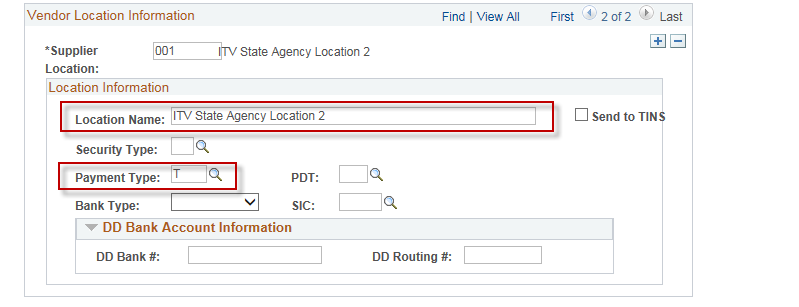 Vendor Location Information Find | View All First 2 of 2 Last
*Supplier Location: 001 ITV State Agency Location 2
Location Information
Location Name: ITV State Agency Location 2 Send to TINS
Security Type:
Payment Type: T PDT:
Bank Type: SIC:
DD Bank Account Information
DD Bank #: DD Routing #: